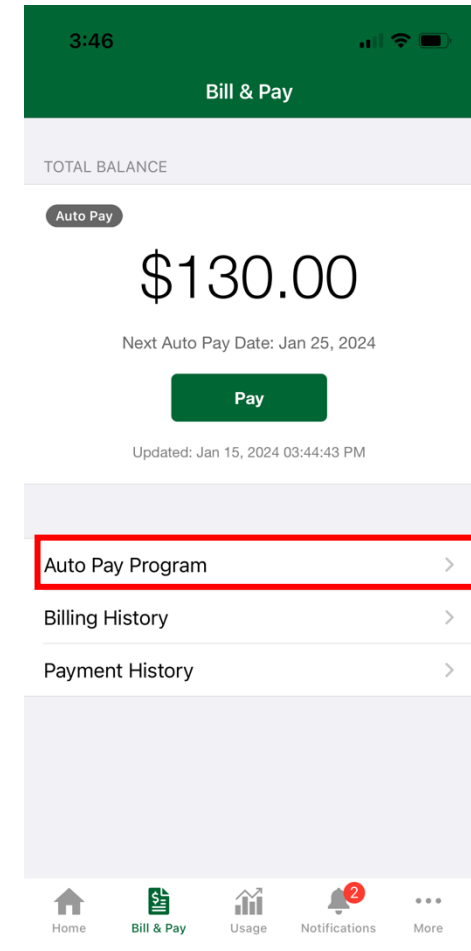 3:46
Bill & Pay
TOTAL BALANCE
Auto Pay
$130.00
Next Auto Pay Date: Jan 25, 2024
Pay
Updated: Jan 15, 2024 03:44:43 PM
Auto Pay Program
Billing History
Payment History
2
Home Bill & Pay Usage Notifications More